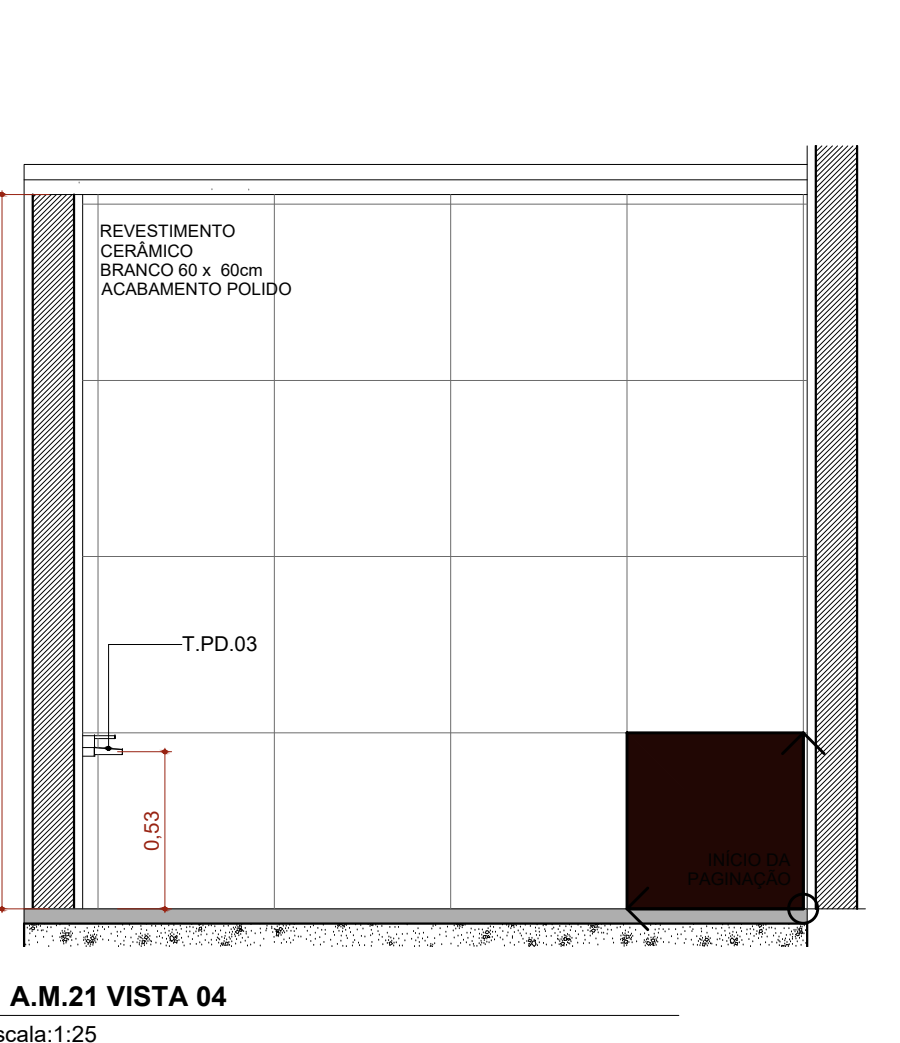 REVESTIMENTO
CERÂMICO
BRANCO 60 x  60cm
ACABAMENTO POLIDO
T.PD.03
0,53
INÍCIO DA
PAGINAÇÃO
A.M.21 VISTA 04
scala:1:25